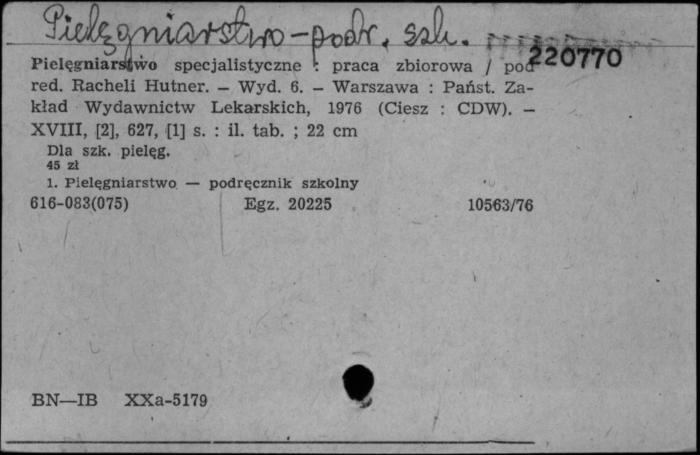 Pielęgniarstwo – podr. szk.
220770
Pielęgniarstwo specjalistyczne : praca zbiorowa / pod
red. Racheli Hutner. – Wyd. 6. – Warszawa : Państ. Za-
kład Wydawnictw Lekarskich, 1976 (Ciesz : CDW). –
XVIII, [2], 627, [1] s. : il. tab. ; 22 cm
Dla szk. pielęg.
45 zł
1. Pielęgniarstwo — podręcznik szkolny
616-083(075) Egz. 20225 10563/76
BN—IB XXa-5179